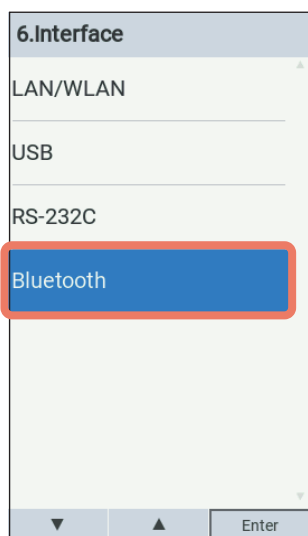 6.Interface
LAN/WLAN
USB
RS-232C
Bluetooth
▼ ▲ Enter